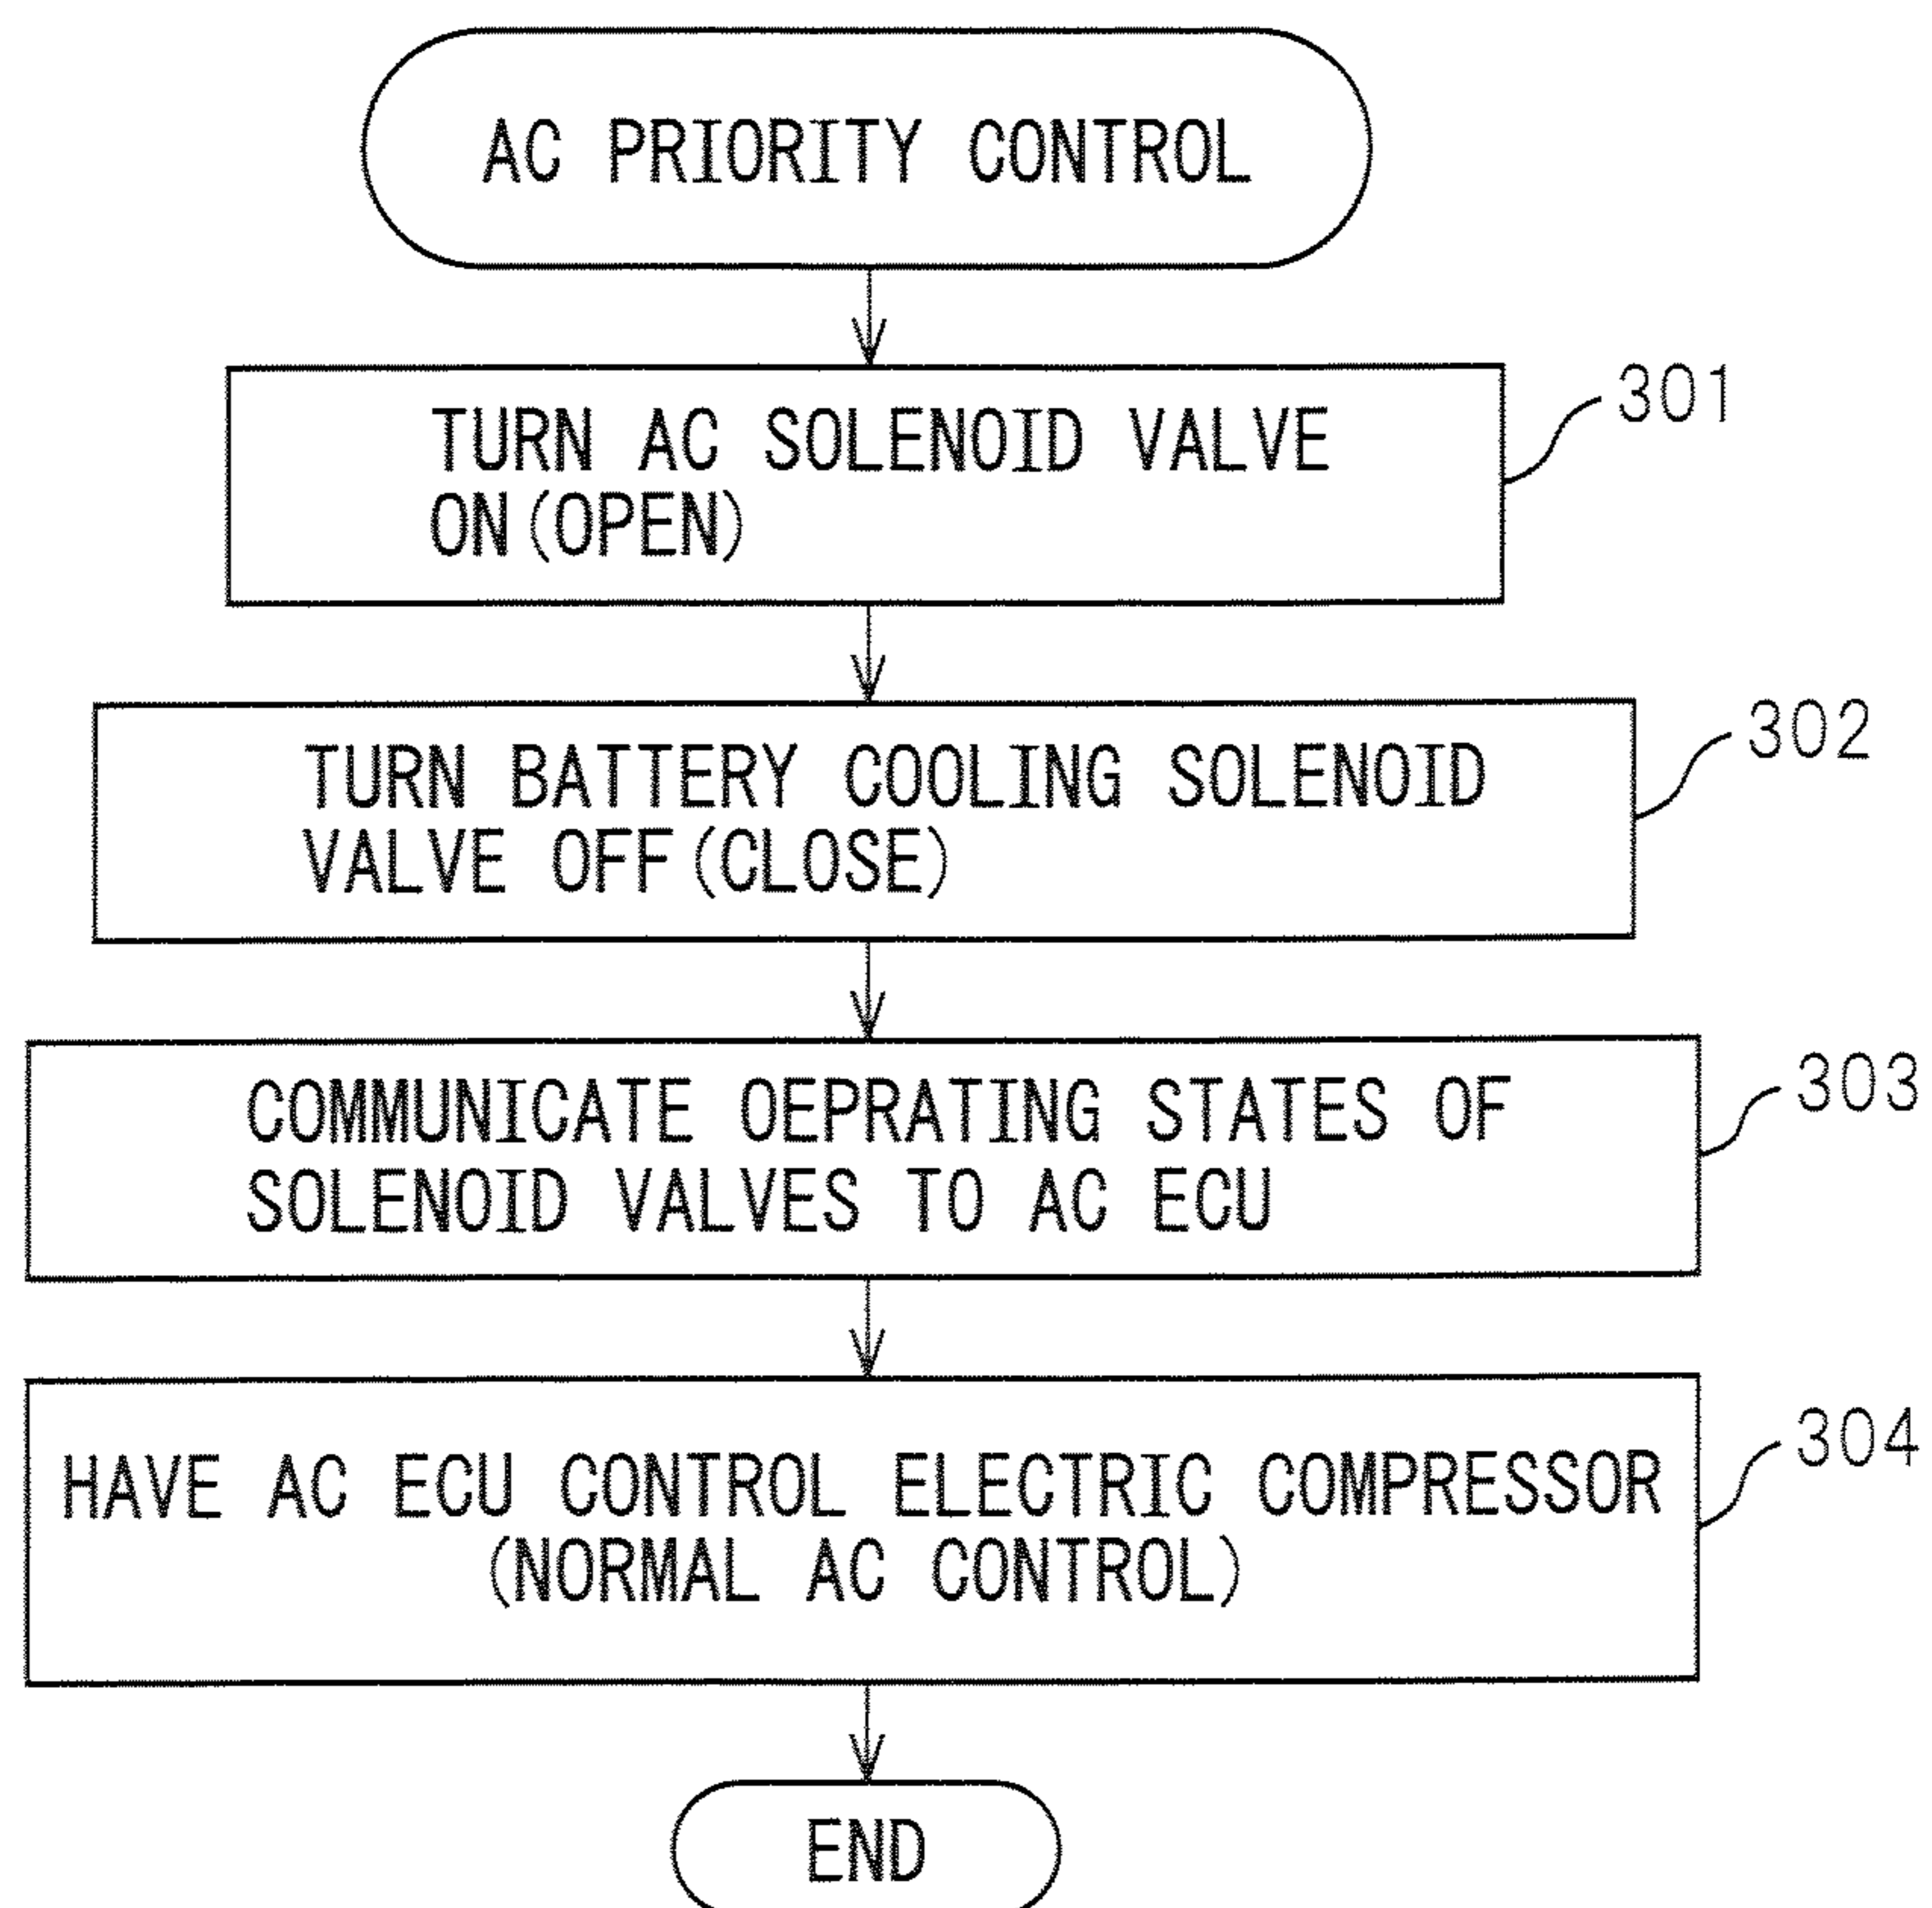 AC PRIORITY CONTROL
TURN AC SOLENOID VALVE
ON (OPEN)
301
TURN BATTERY COOLING SOLENOID
VALVE OFF (CLOSE)
302
COMMUNICATE OEPRATING STATES OF
SOLENOID VALVES TO AC ECU
303
HAVE AC ECU CONTROL ELECTRIC COMPRESSOR
(NORMAL AC CONTROL)
304
END